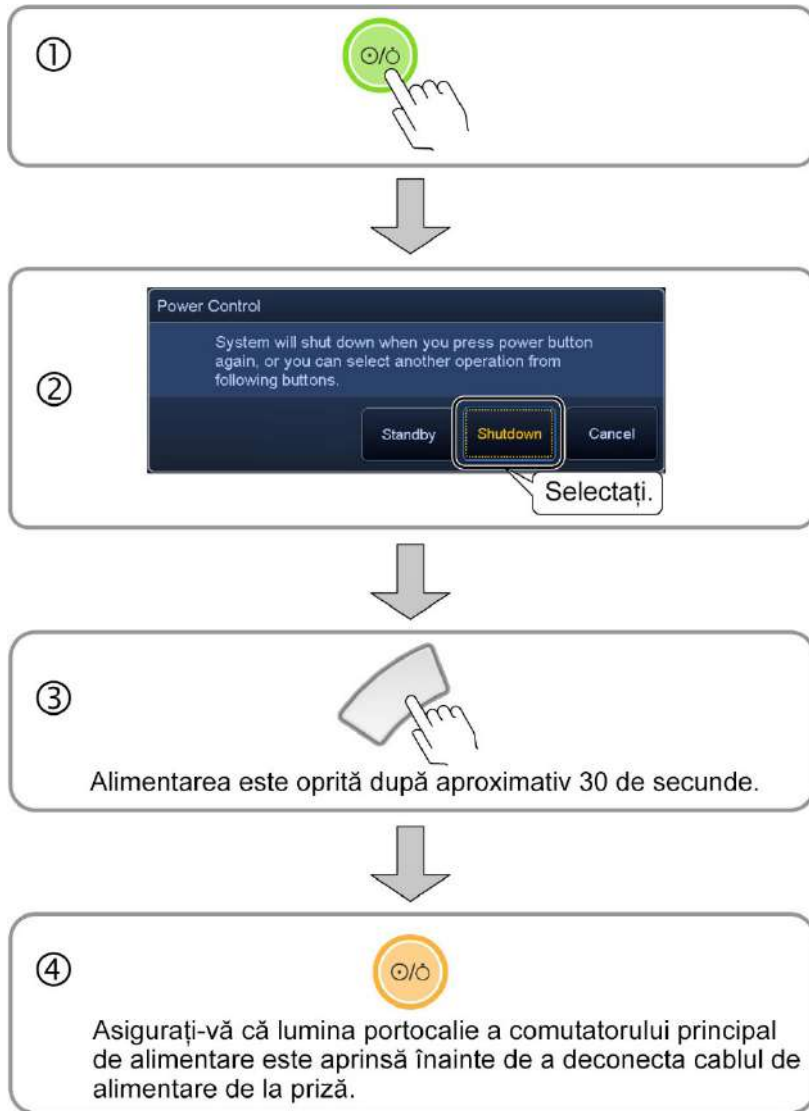 ①
⊙/Ò
②
Power Control
System will shut down when you press power button
again, or you can select another operation from
following buttons.
Standby Shutdown Cancel
Selectați.
③
Alimentarea este oprită după aproximativ 30 de secunde.
④
⊙/Ò
Asigurați-vă că lumina portocalie a comutatorului principal
de alimentare este aprinsă înainte de a deconecta cablul de
alimentare de la priză.